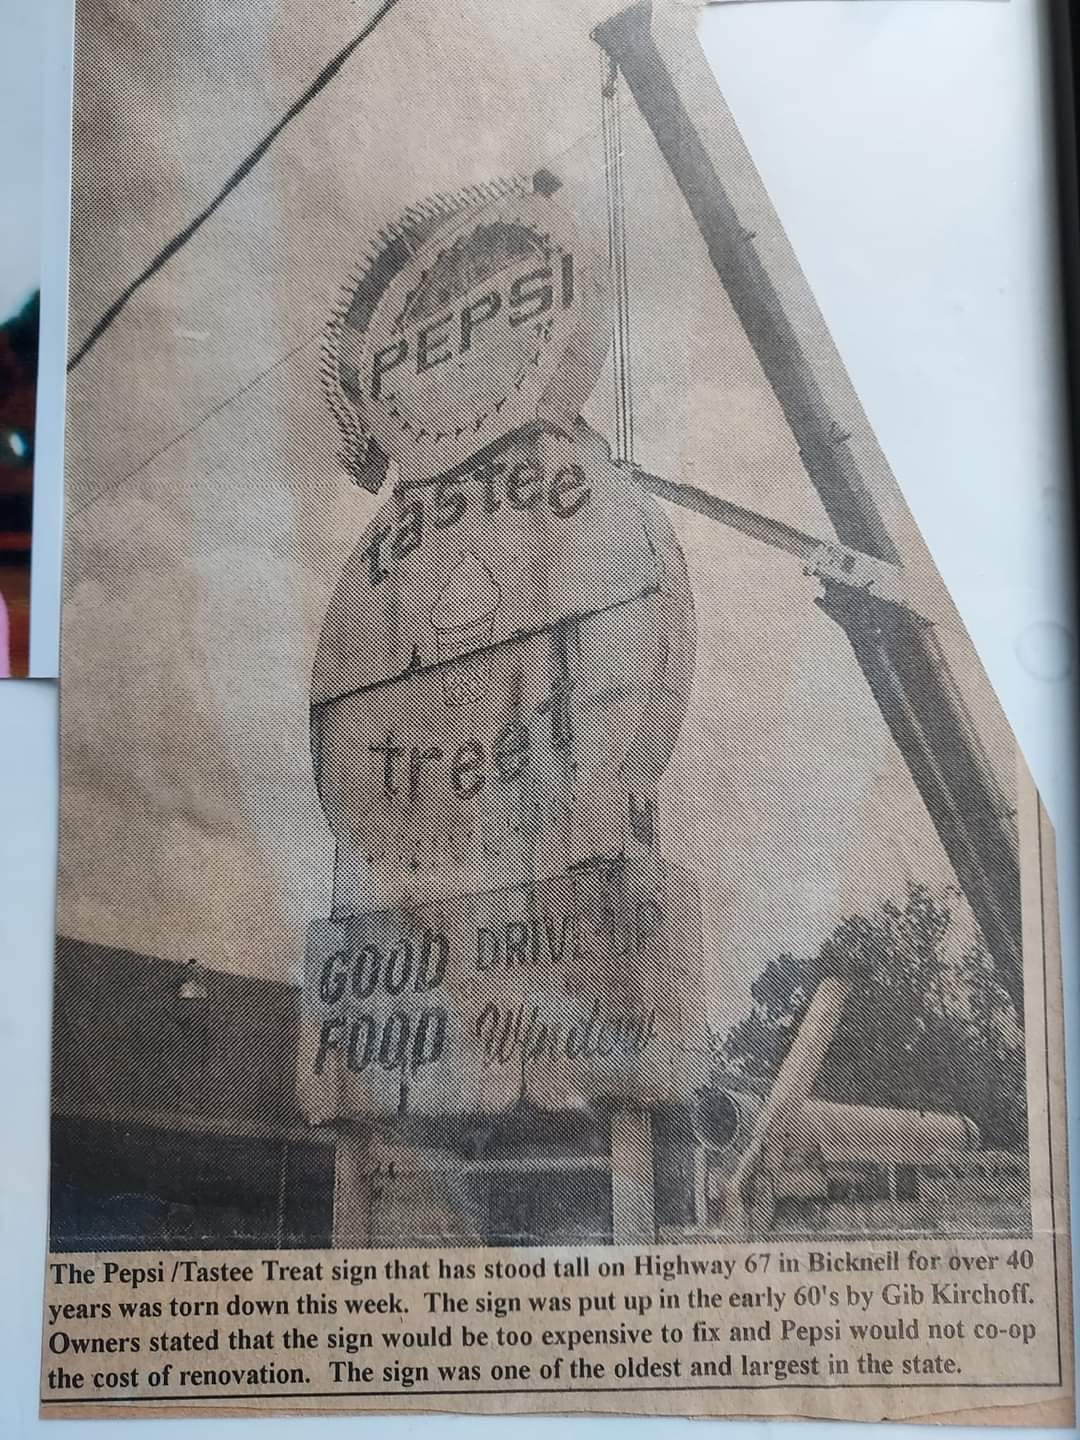 PEPSI
Tastee
treet
GOOD DRIVE UP
FOOD Window
The Pepsi /Tastee Treat sign that has stood tall on Highway 67 in Bicknell for over 40
years was torn down this week. The sign was put up in the early 60's by Gib Kirchoff.
Owners stated that the sign would be too expensive to fix and Pepsi would not co-op
the cost of renovation. The sign was one of the oldest and largest in the state.